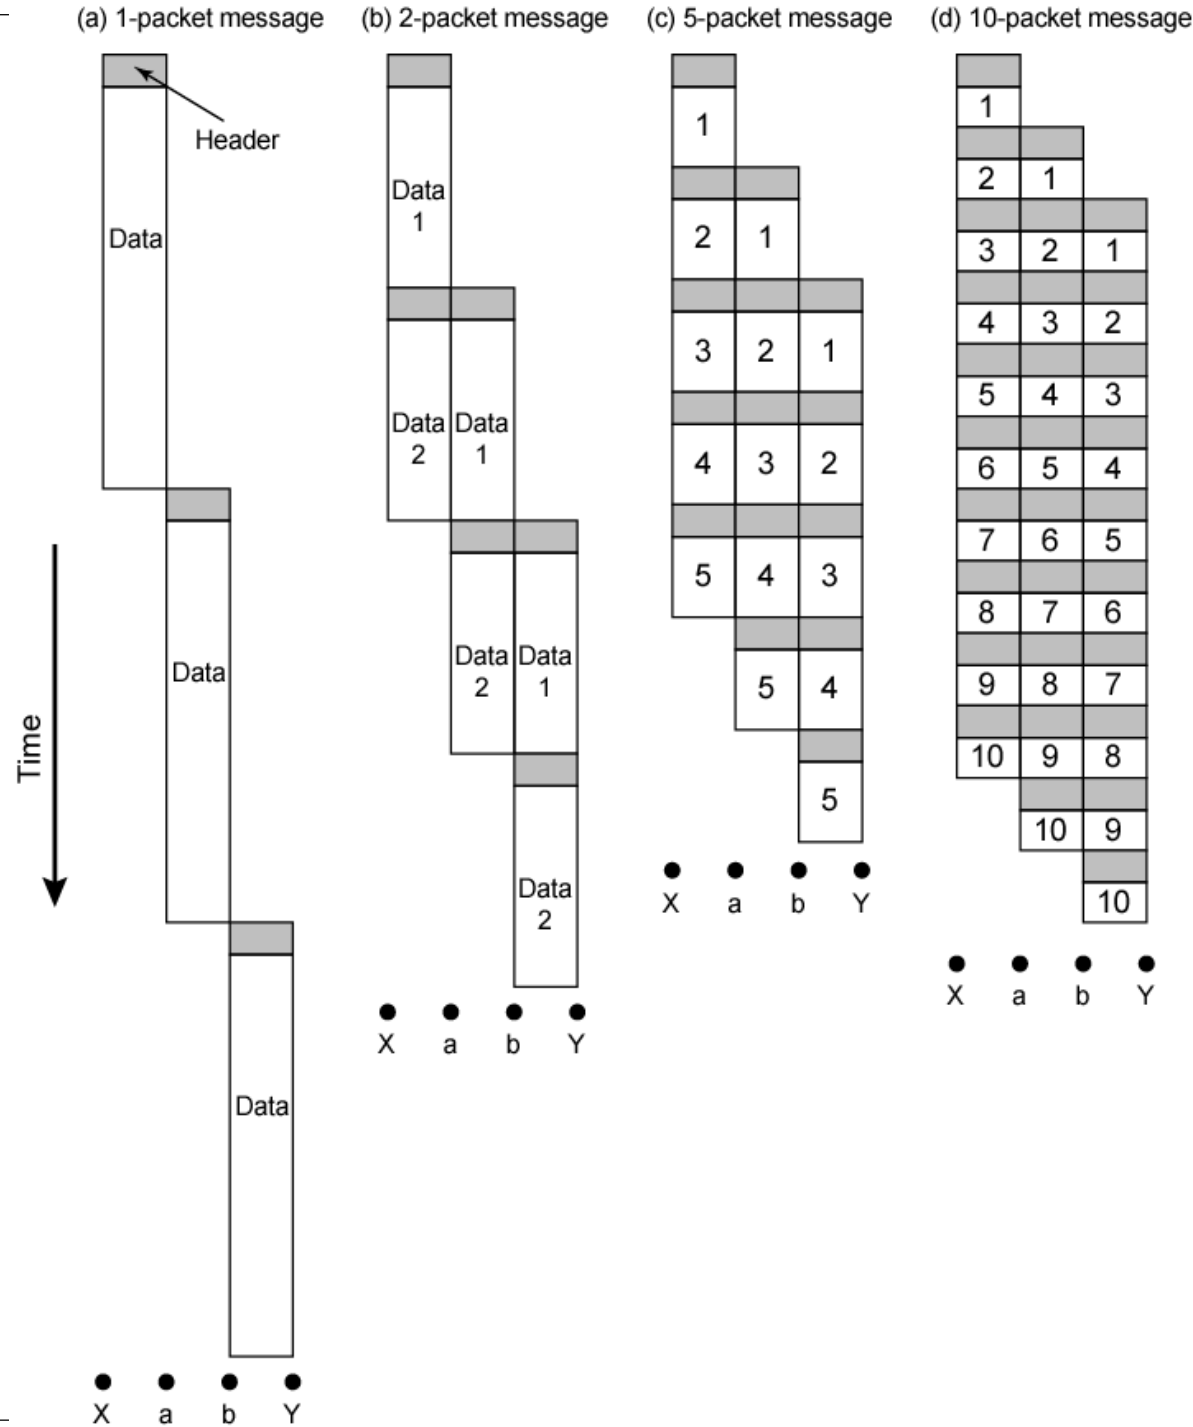 (a) 1-packet message
Header
Data
Data
Data
Time
X a b Y
(b) 2-packet message
Data
1
Data Data
2 1
Data Data
2 1
Data
2
X a b Y
(c) 5-packet message
1
2 1
3 2 1
4 3 2
5 4 3
5 4
5
X a b Y
(d) 10-packet message
1
2 1
3 2 1
4 3 2
5 4 3
6 5 4
7 6 5
8 7 6
9 8 7
10 9 8
10 9
10
X a b Y